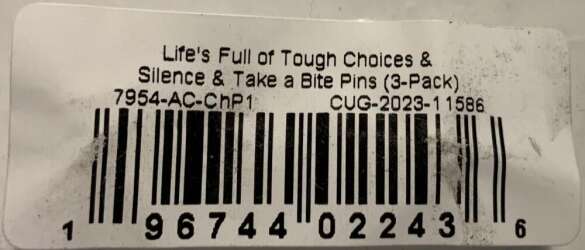 Life's Full of Tough Choices &
Silence & Take a Bite Pins (3-Pack)
7954-AC-ChP1 CUG-2023-11586
1 96744 02243 6